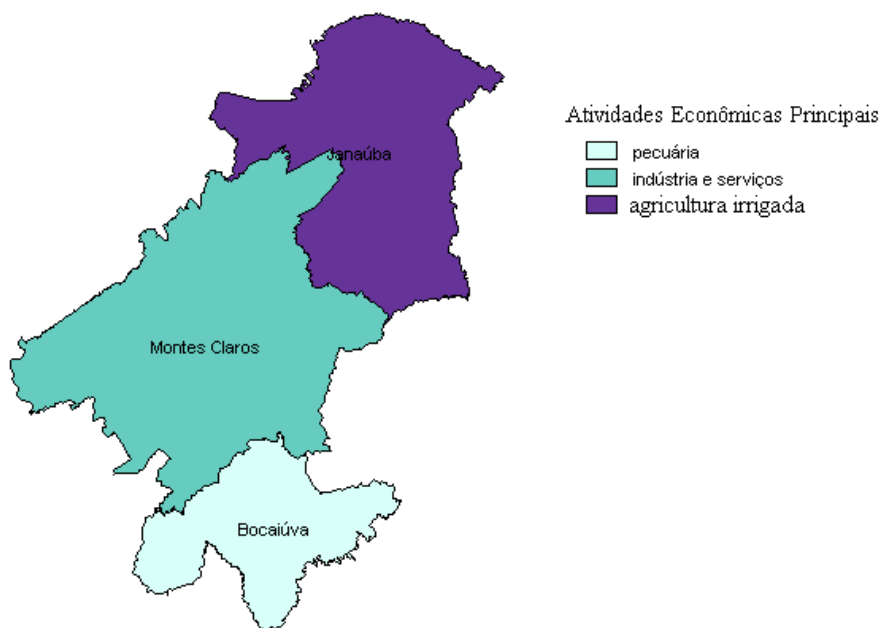 Atividades Econômicas Principais
Janaúba
pecuária
indústria e serviços
agricultura irrigada
Montes Claros
Bocaiúva